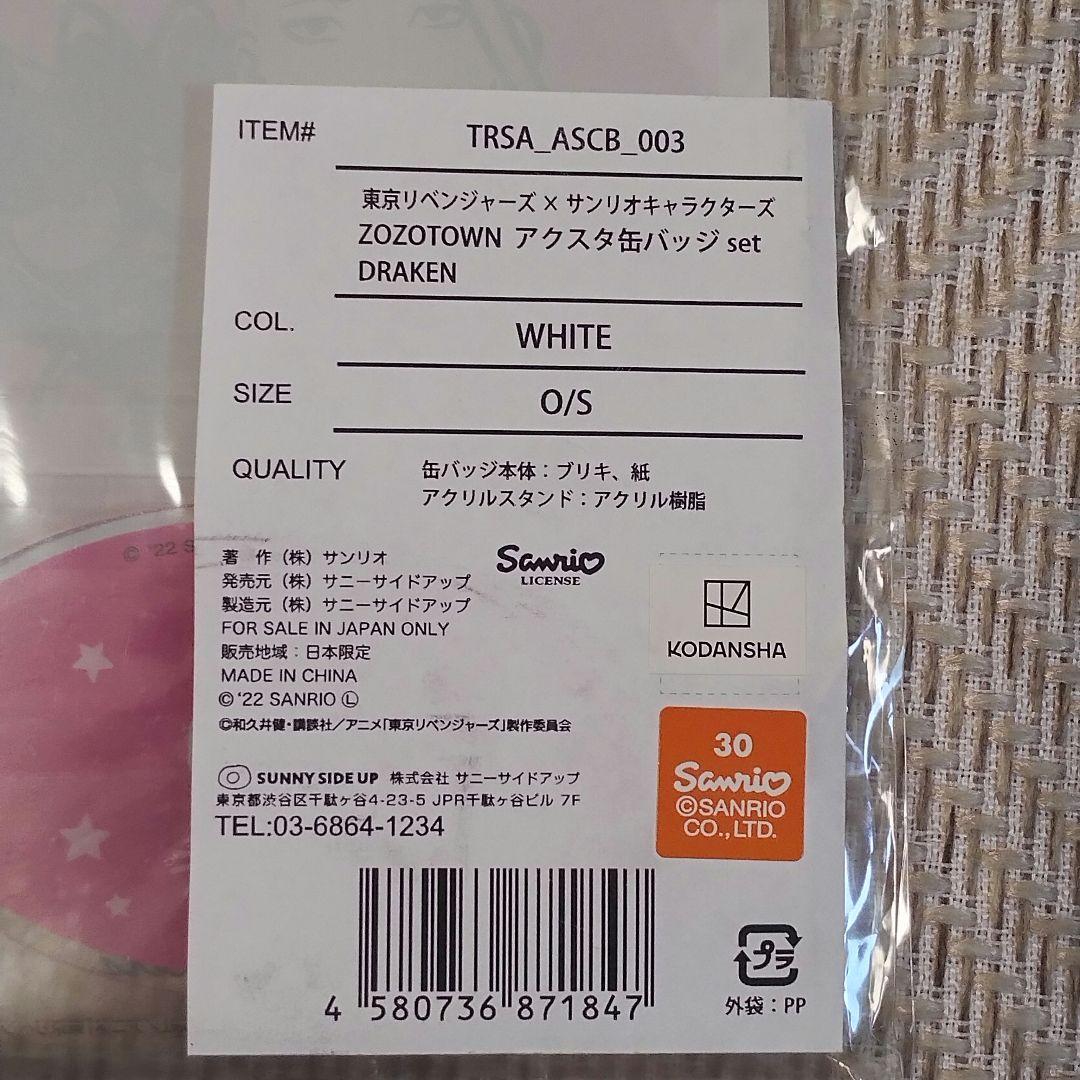 ITEM# TRSA_ASCB_003
東京リベンジャーズ×サンリオキャラクターズ
ZOZOTOWN アクスタ缶バッジ set
DRAKEN
COL. WHITE
SIZE O/S
QUALITY 缶バッジ本体:ブリキ、紙
アクリルスタンド:アクリル樹脂
© '22 S
著 作(株)サンリオ
発売元(株)サニーサイドアップ
製造元(株)サニーサイドアップ
FOR SALE IN JAPAN ONLY
販売地域:日本限定
MADE IN CHINA
© '22 SANRIO Ⓛ
©和久井健・講談社/アニメ「東京リベンジャーズ」製作委員会
Sanrio
LICENSE
KODANSHA
SUNNY SIDE UP 株式会社 サニーサイドアップ
東京都渋谷区千駄ヶ谷4-23-5 JPR千駄ヶ谷ビル 7F
TEL:03-6864-1234
30
Sanrio
©SANRIO
CO.,LTD.
4 580736 871847
プラ
外袋:PP